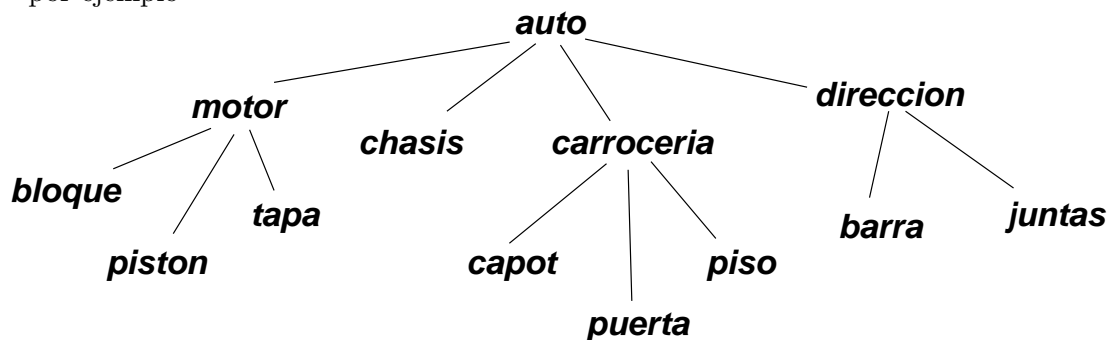 por ejemplo
auto
motor
direccion
chasis
carroceria
bloque
tapa
barra
juntas
piston
capot
piso
puerta